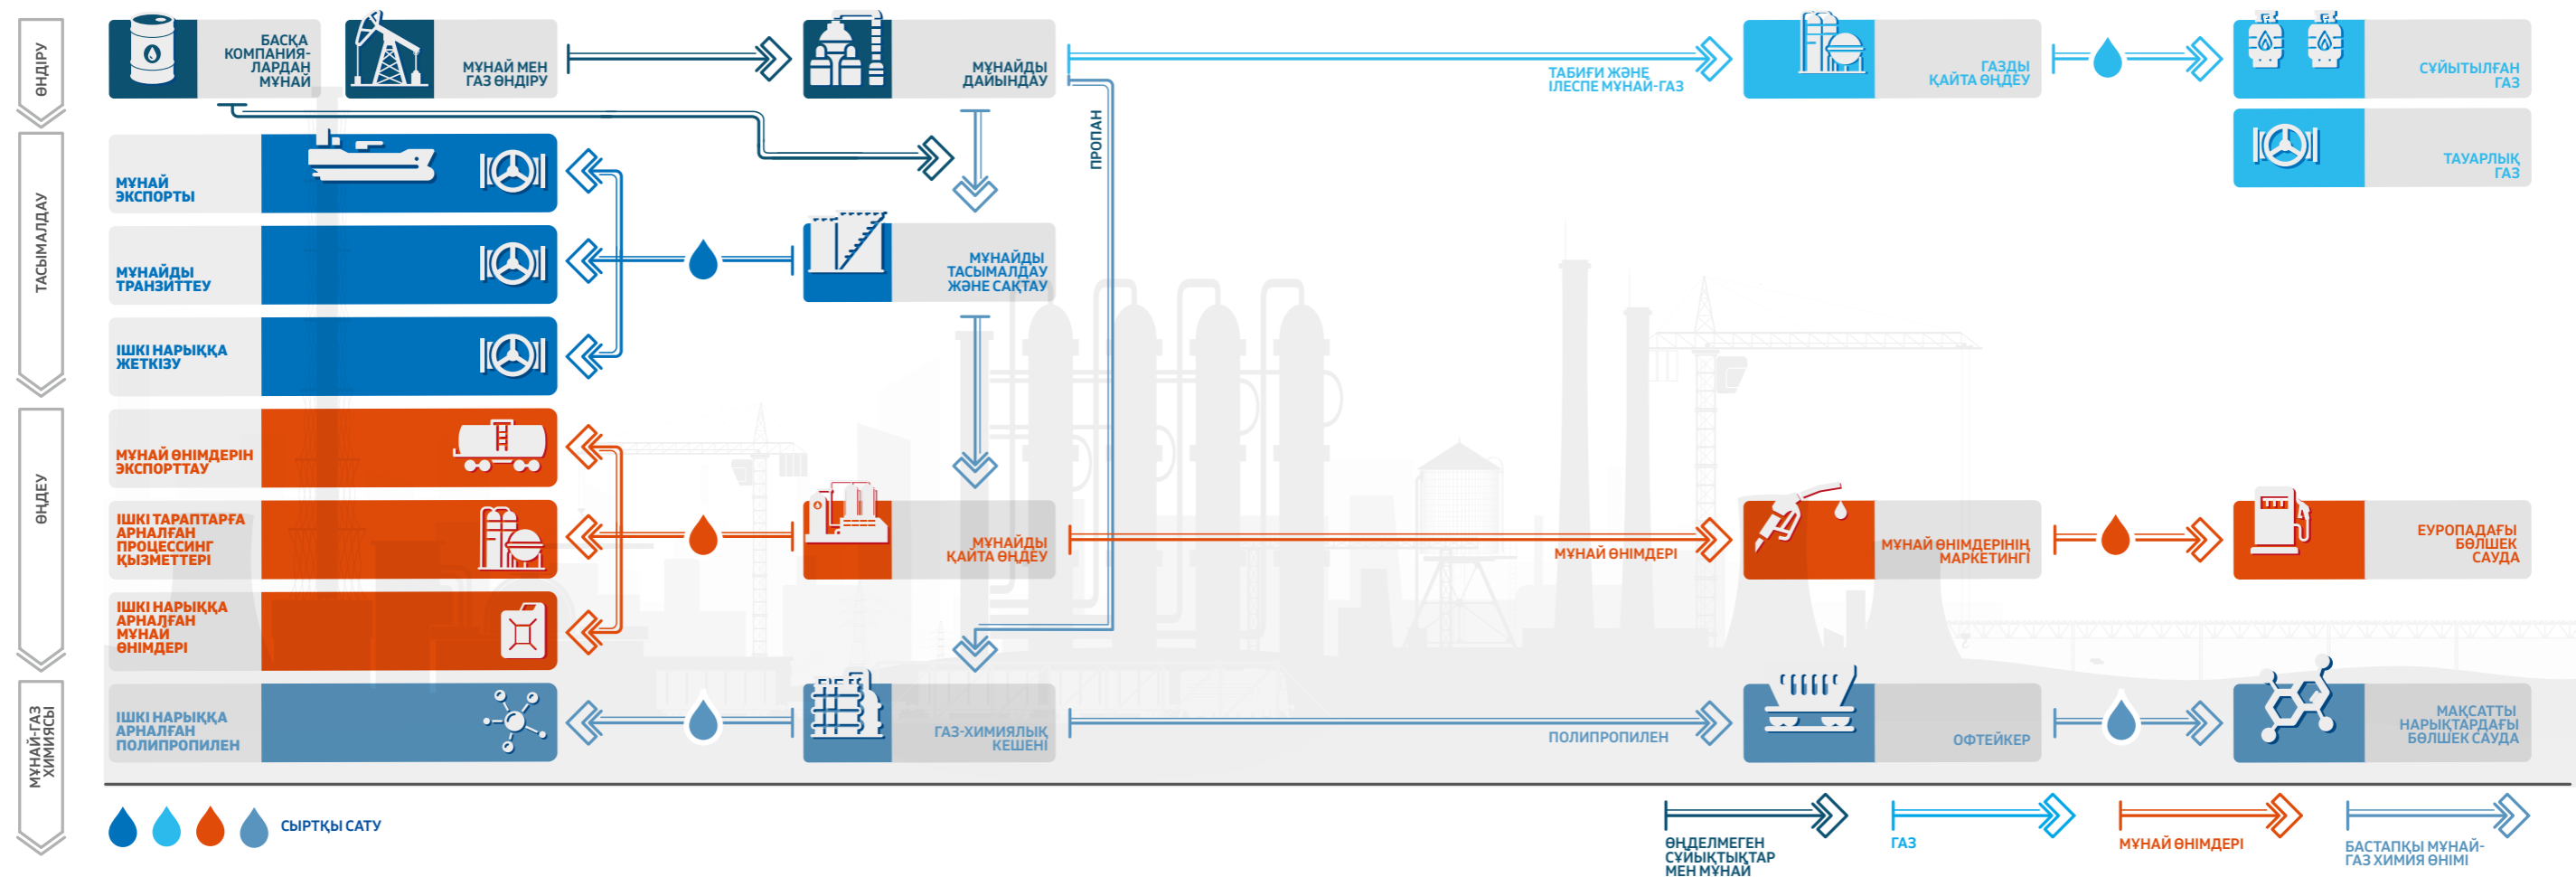 ӨНДІРУ
БАСҚА
КОМПАНИЯ-
ЛАРДАН
МҰНАЙ
МҰНАЙ МЕН
ГАЗ ӨНДІРУ
МҰНАЙДЫ
ДАЙЫНДАУ
ТАБИҒИ ЖӘНЕ
ІЛЕСПЕ МҰНАЙ-ГАЗ
ГАЗДЫ
ҚАЙТА ӨҢДЕУ
СҰЙЫТЫЛҒАН
ГАЗ
ПРОПАН
ТАУАРЛЫҚ
ГАЗ
ТАСЫМАЛДАУ
МҰНАЙ
ЭКСПОРТЫ
МҰНАЙДЫ
ТРАНЗИТТЕУ
МҰНАЙДЫ
ТАСЫМАЛДАУ
ЖӘНЕ САҚТАУ
ІШКІ НАРЫҚҚА
ЖЕТКІЗУ
ӨҢДЕУ
МҰНАЙ ӨНІМДЕРІН
ЭКСПОРТТАУ
ІШКІ ТАРАПТАРҒА
АРНАЛҒАН
ПРОЦЕССИНГ
ҚЫЗМЕТТЕРІ
МҰНАЙДЫ
ҚАЙТА ӨҢДЕУ
МҰНАЙ ӨНІМДЕРІ
МҰНАЙ ӨНІМДЕРІНІҢ
МАРКЕТИНГІ
ЕУРОПАДАҒЫ
БӨЛШЕК
САУДА
ІШКІ НАРЫҚҚА
АРНАЛҒАН
МҰНАЙ
ӨНІМДЕРІ
МҰНАЙ-ГАЗ
ХИМИЯСЫ
ІШКІ НАРЫҚҚА
АРНАЛҒАН
ПОЛИПРОПИЛЕН
ГАЗ-ХИМИЯЛЫҚ
КЕШЕНІ
ПОЛИПРОПИЛЕН
ОФТЕЙКЕР
МАҚСАТТЫ
НАРЫҚТАРДАҒЫ
БӨЛШЕК САУДА
СЫРТҚЫ САТУ
ӨҢДЕЛМЕГЕН
СҰЙЫҚТЫҚТАР
МЕН МҰНАЙ
ГАЗ
МҰНАЙ ӨНІМДЕРІ
БАСТАПҚЫ МҰНАЙ-
ГАЗ ХИМИЯ ӨНІМІ